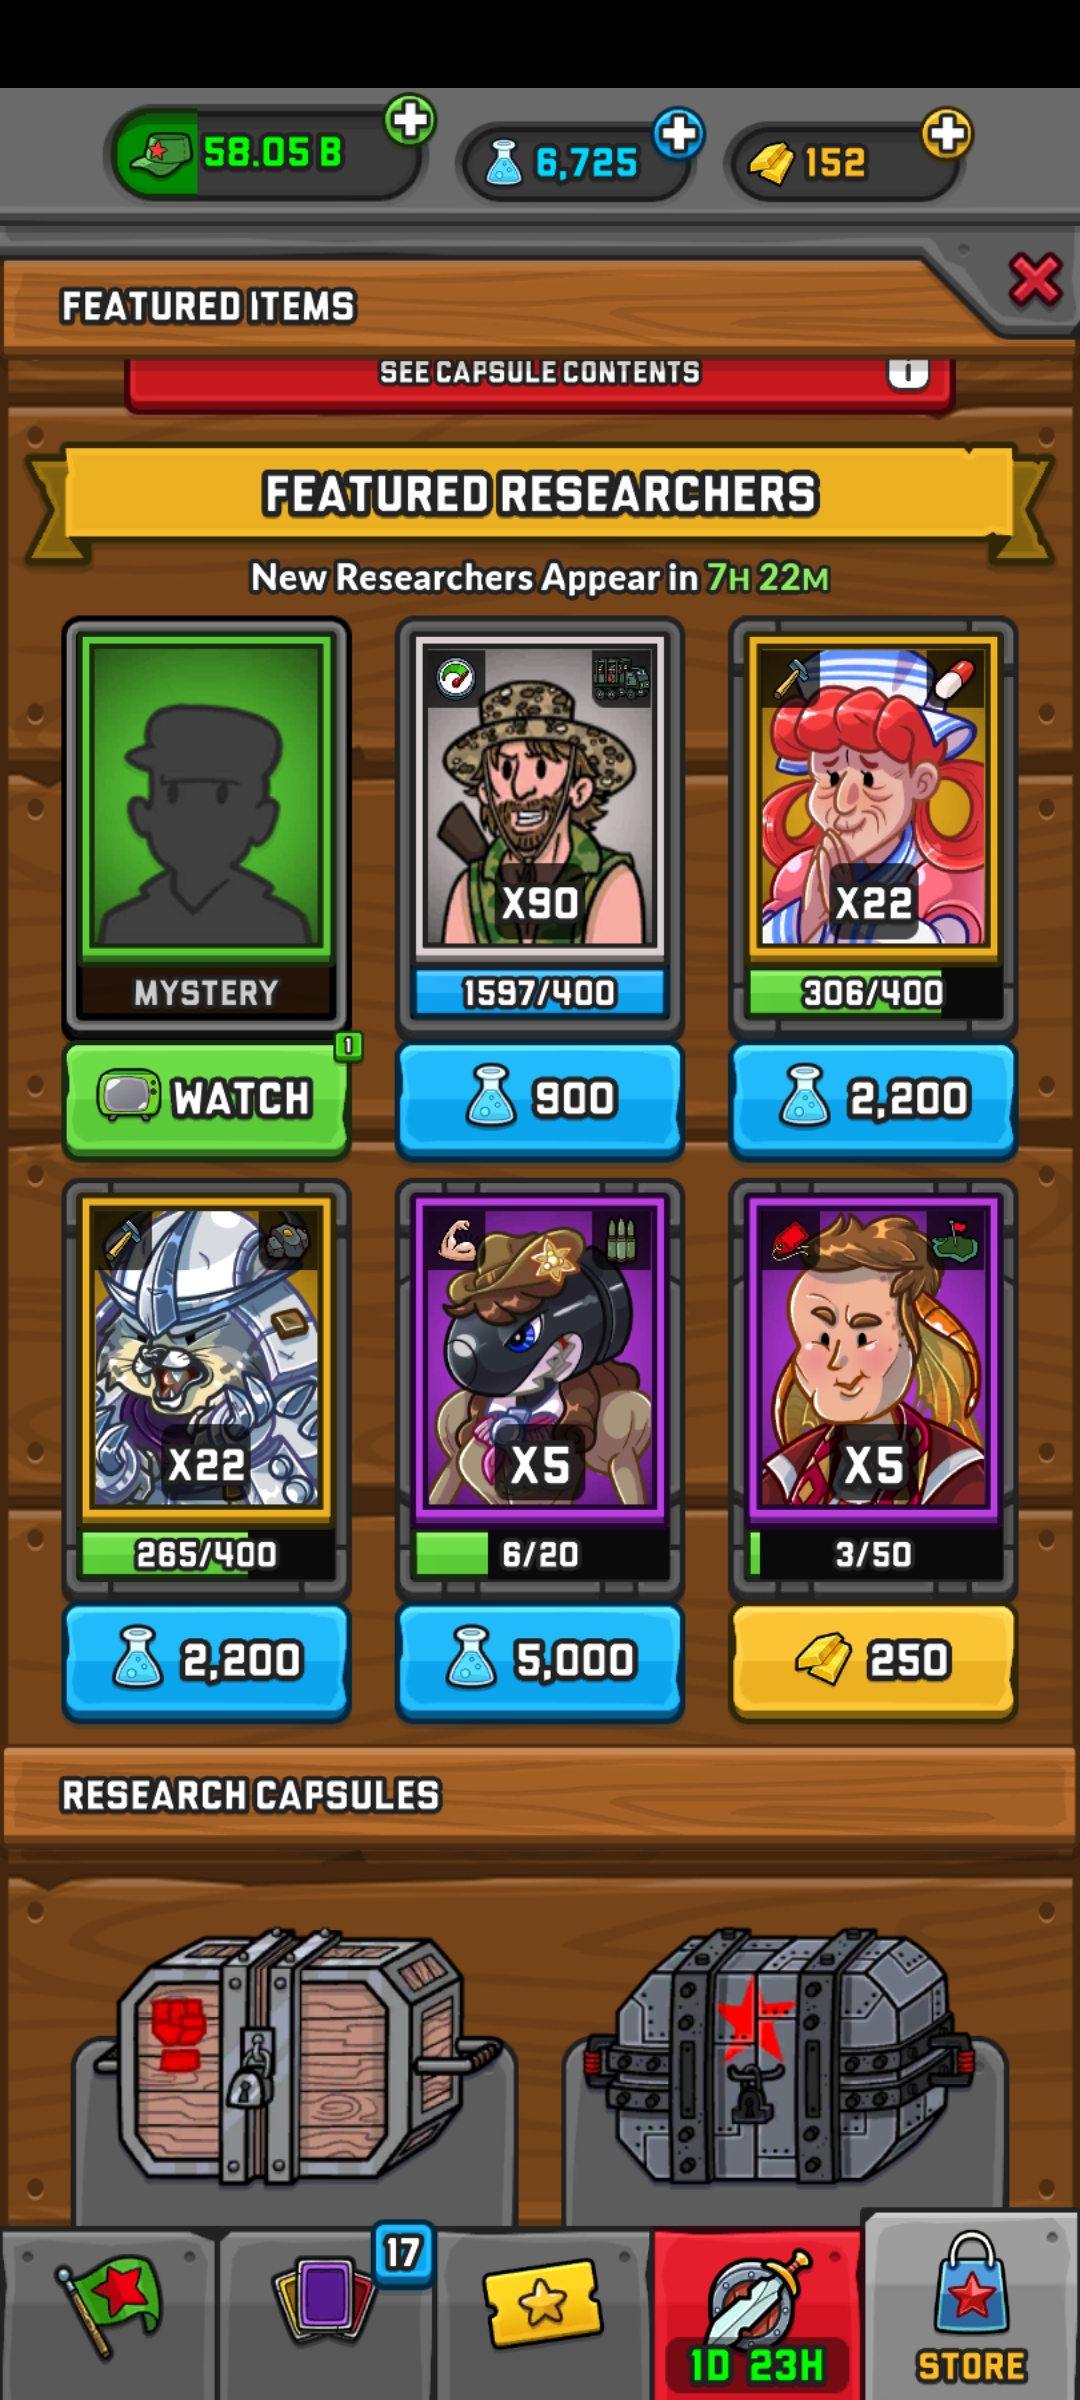 58.05 B
6,725
152
FEATURED ITEMS
SEE CAPSULE CONTENTS
i
FEATURED RESEARCHERS
New Researchers Appear in 7H 22M
X90
X22
MYSTERY
1597/400
306/400
1
WATCH
900
2,200
X22
X5
X5
265/400
6/20
3/50
2,200
5,000
250
RESEARCH CAPSULES
17
1D 23H
STORE